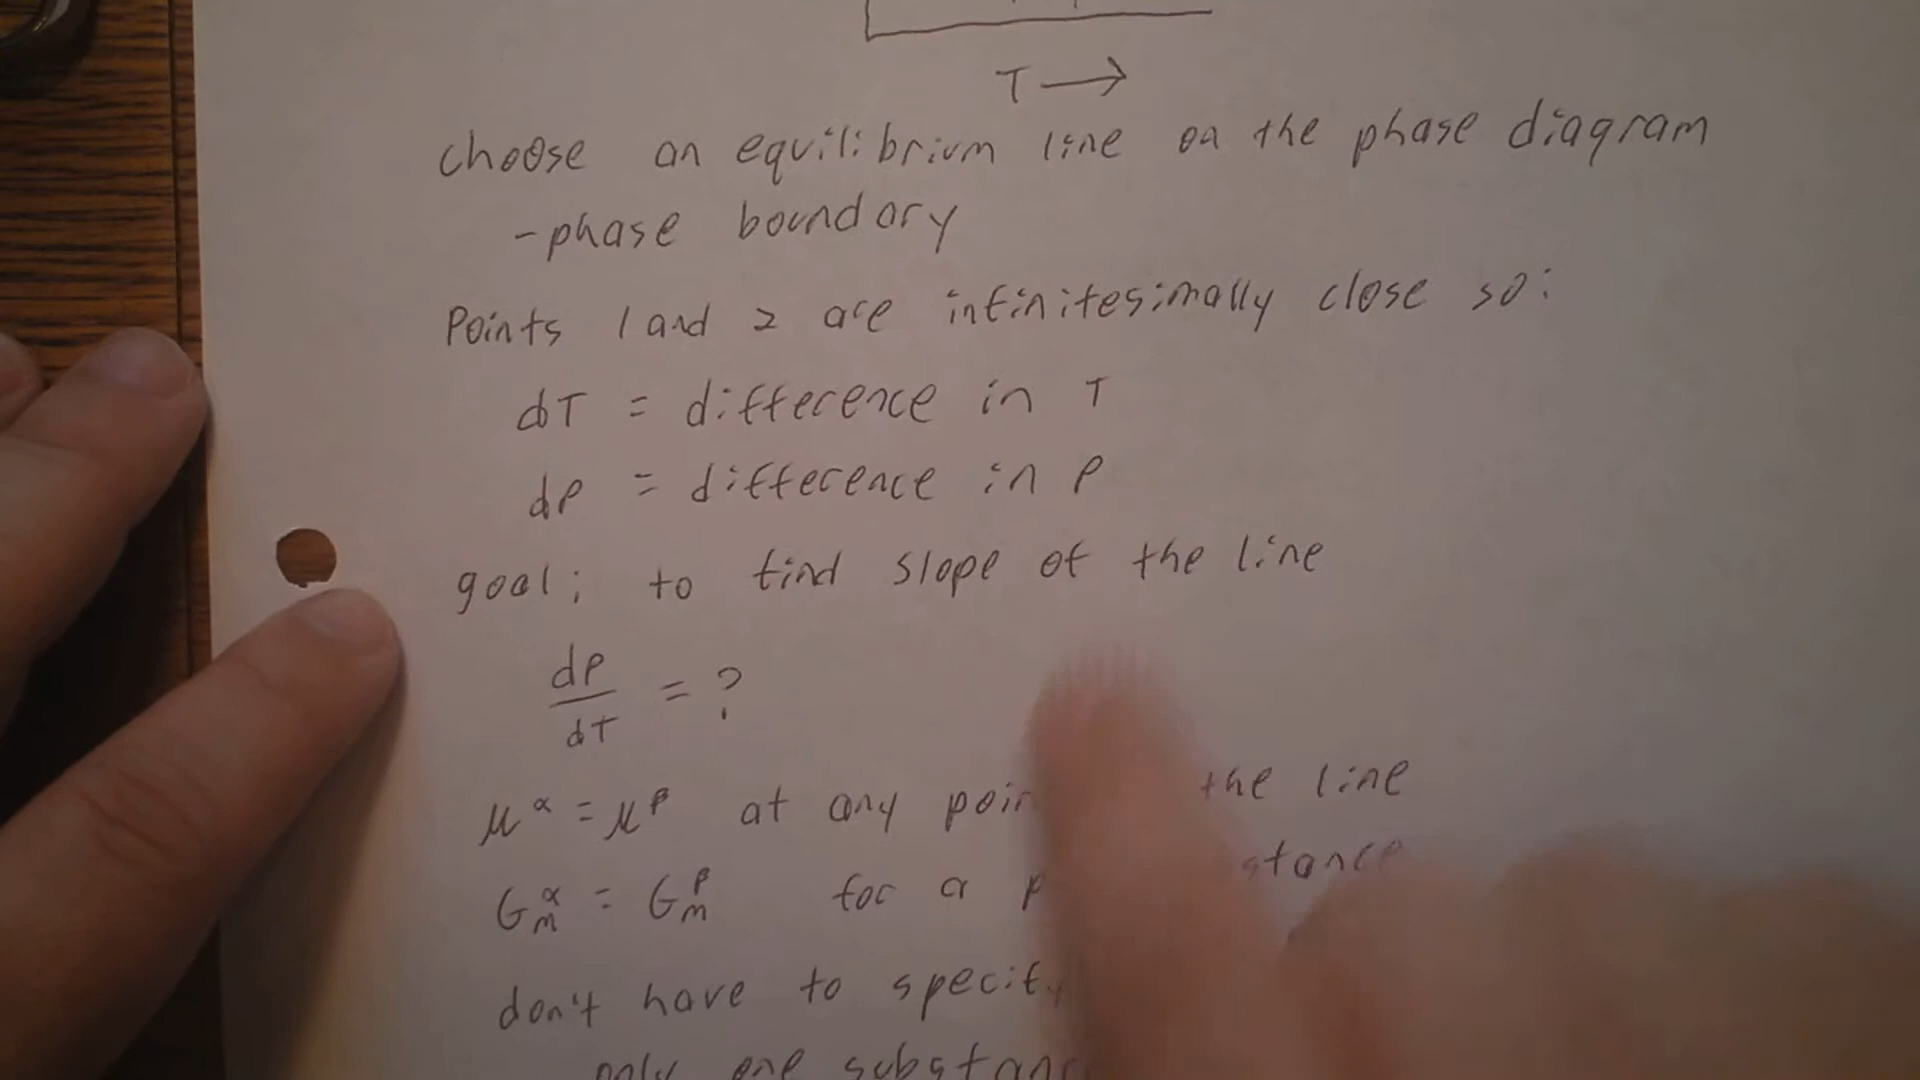 T →
choose an equilibrium line on the phase diagram
- phase boundary
Points 1 and 2 are infinitesimally close so:
dT = difference in T
dP = difference in P
goal; to find slope of the line
dP/dT = ?
μ^α = μ^β at any the line
G_m^α = G_m^β for a
don't have to
only one